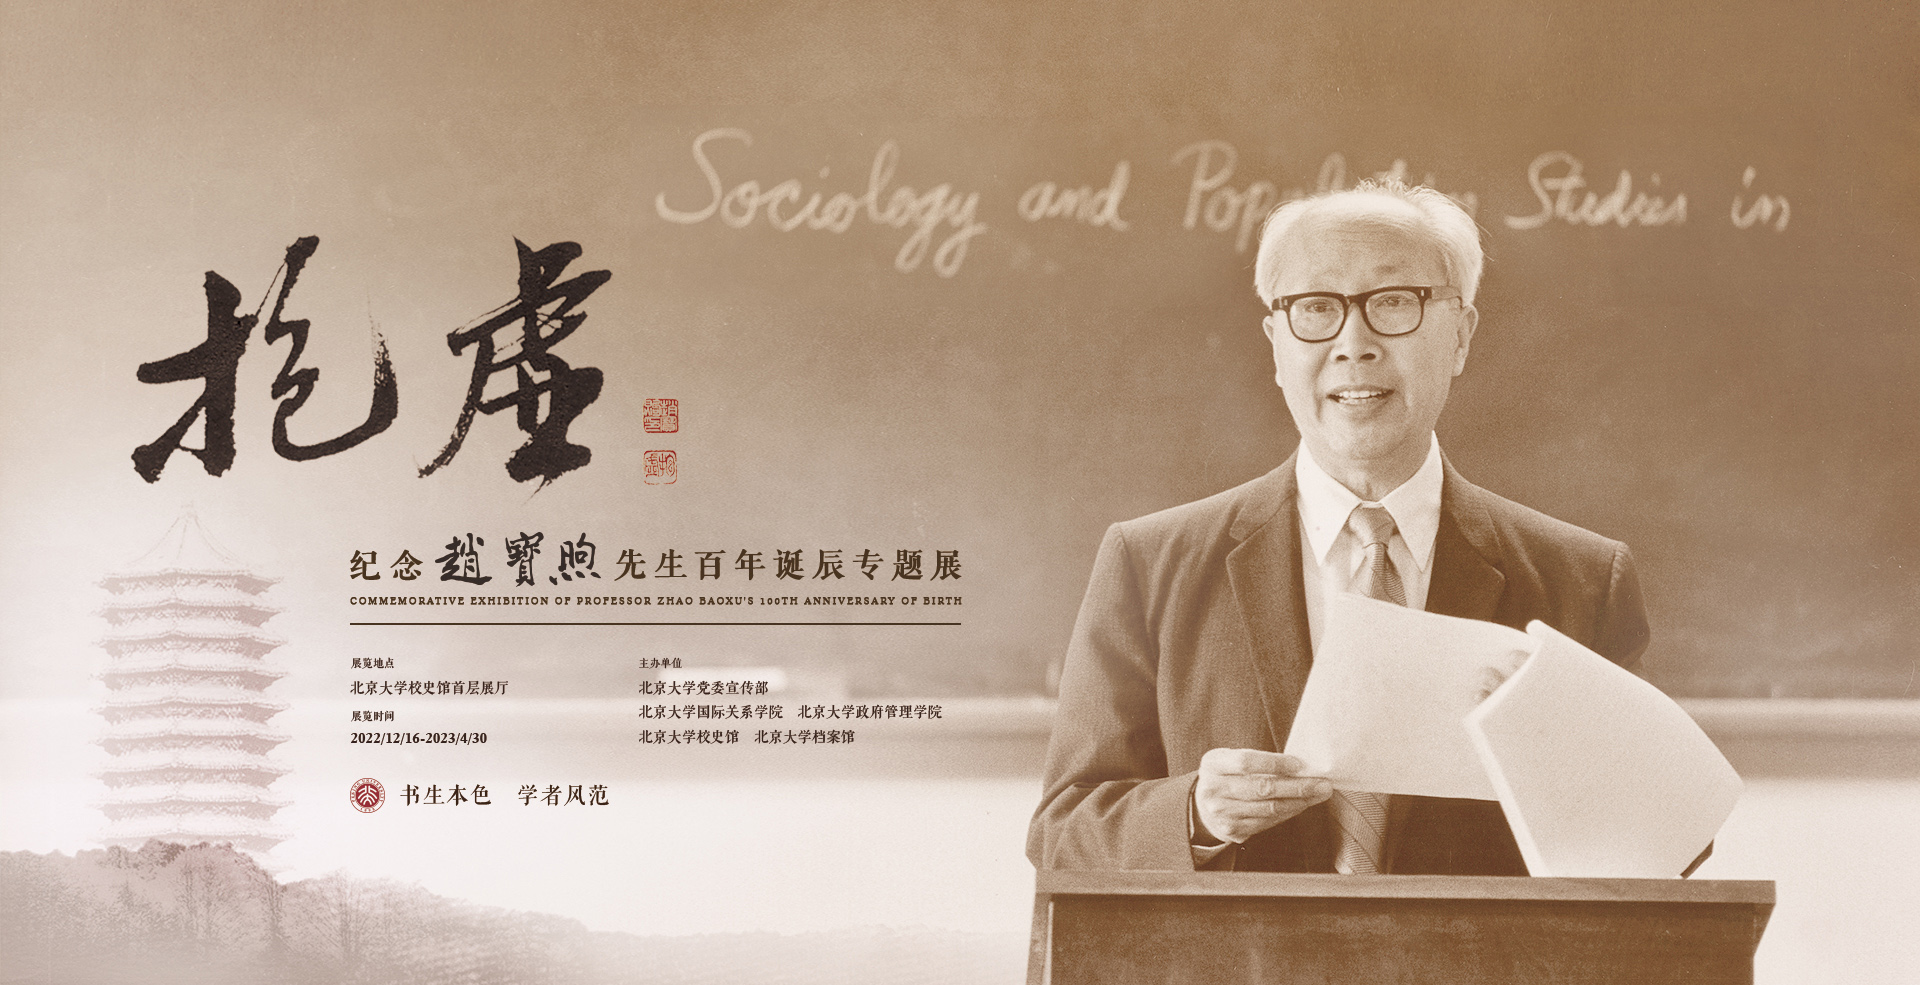 Sociology and Pop Studies in
抱虚
纪念趙寳煦先生百年诞辰专题展
COMMEMORATIVE EXHIBITION OF PROFESSOR ZHAO BAOXU'S 100TH ANNIVERSARY OF BIRTH
展览地点
北京大学校史馆首层展厅
展览时间
2022/12/16-2023/4/30
主办单位
北京大学党委宣传部
北京大学国际关系学院 北京大学政府管理学院
北京大学校史馆 北京大学档案馆
书生本色 学者风范